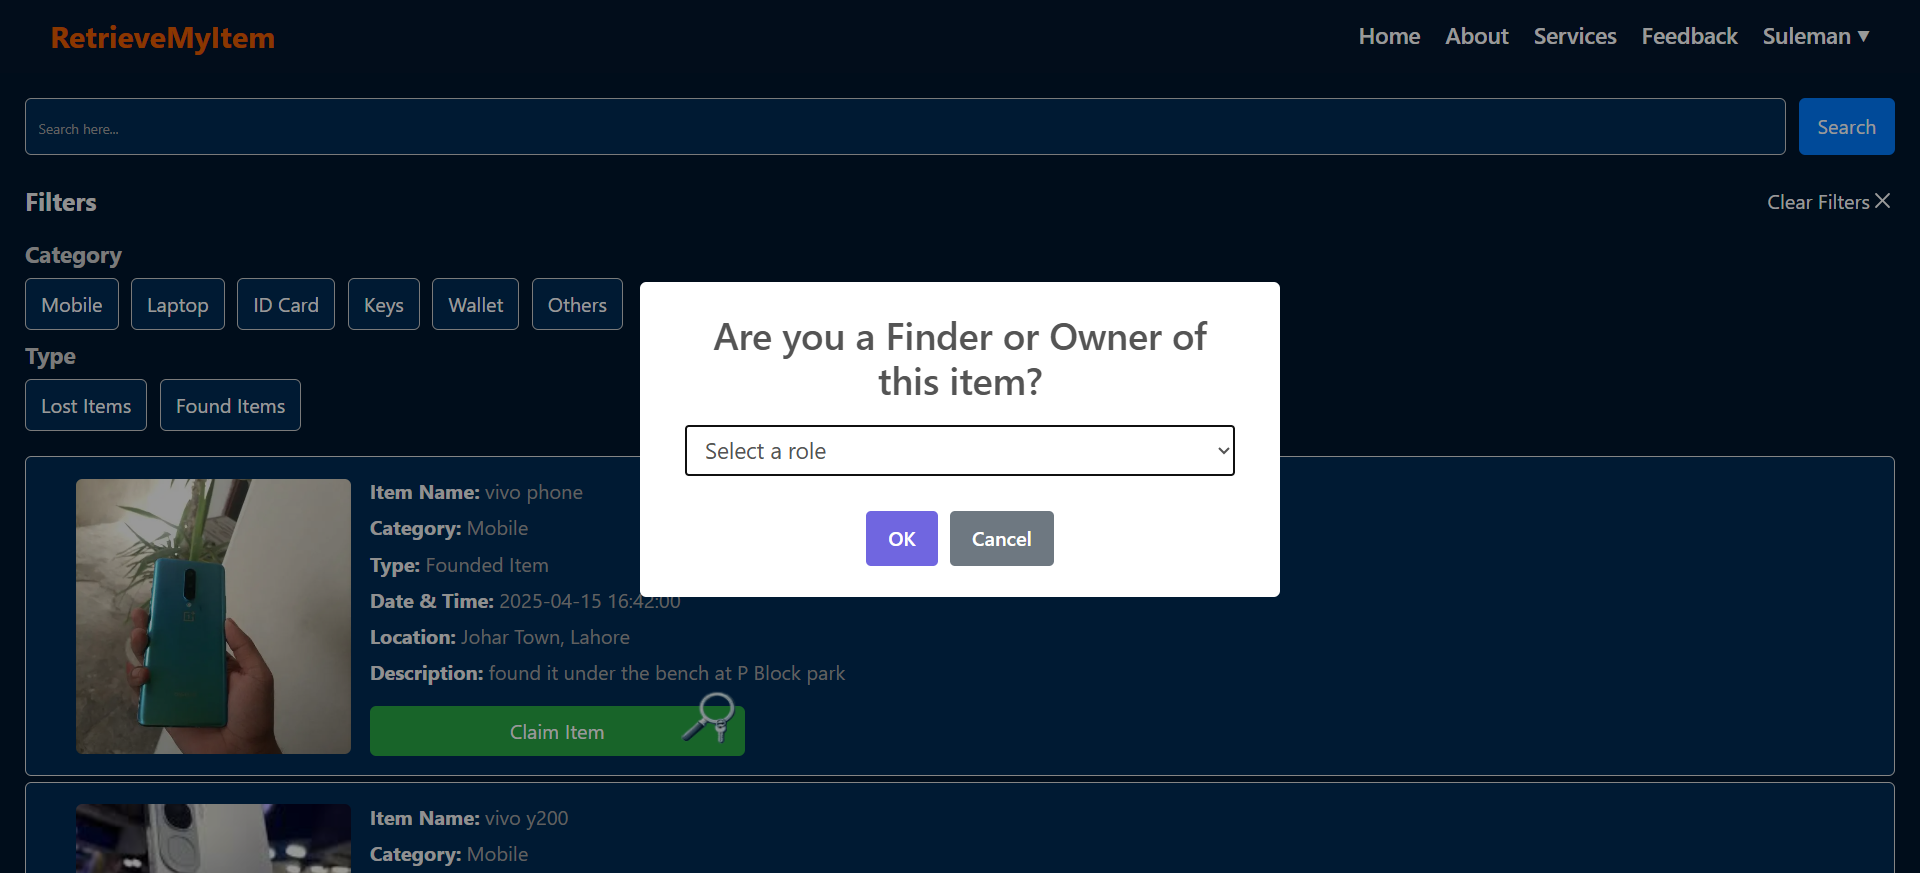 RetrieveMyItem
Home About Services Feedback Suleman ▼
Search here...
Search
Filters
Clear Filters ×
Category
Mobile Laptop ID Card Keys Wallet Others
Type
Lost Items Found Items
Are you a Finder or Owner of
this item?
Select a role
OK Cancel
Item Name: vivo phone
Category: Mobile
Type: Founded Item
Date & Time: 2025-04-15 16:42:00
Location: Johar Town, Lahore
Description: found it under the bench at P Block park
Claim Item
Item Name: vivo y200
Category: Mobile